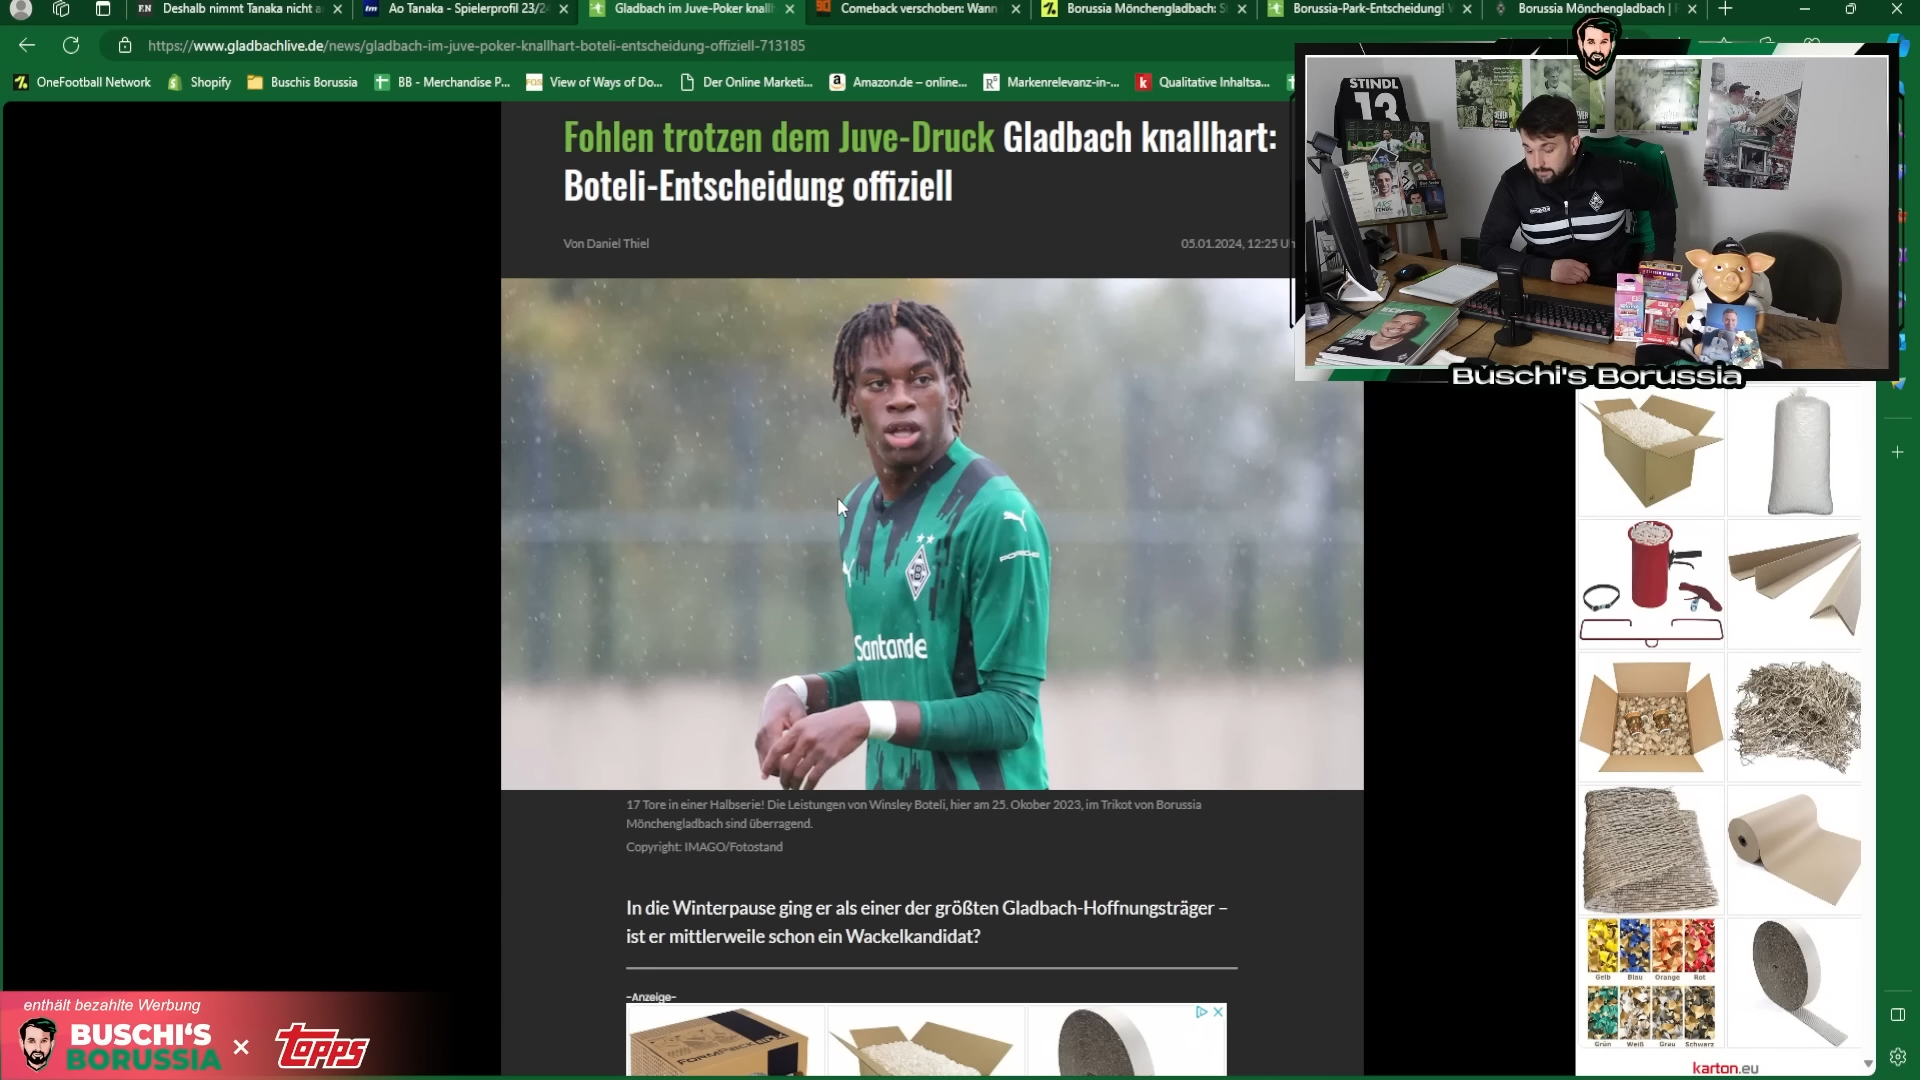 Deshalb nimmt Tanaka nicht a
Ao Tanaka - Spielerprofil 23/2
Gladbach im Juve-Poker knall
Comeback verschoben: Wann
Borussia Mönchengladbach: S
Borussia-Park-Entscheidung!
Borussia Mönchengladbach |
https://www.gladbachlive.de/news/gladbach-im-juve-poker-knallhart-boteli-entscheidung-offiziell-713185
OneFootball Network
Shopify
Buschis Borussia
BB - Merchandise P...
View of Ways of Do...
Der Online Marketi...
Amazon.de – online...
Markenrelevanz-in-...
Qualitative Inhaltsa...
Fohlen trotzen dem Juve-Druck Gladbach knallhart:
Boteli-Entscheidung offiziell
Von Daniel Thiel
05.01.2024, 12:25 U
STINDL
13
Buschi's Borussia
Santande
17 Tore in einer Halbserie! Die Leistungen von Winsley Boteli, hier am 25. Okober 2023, im Trikot von Borussia
Mönchengladbach sind überragend.
Copyright: IMAGO/Fotostand
In die Winterpause ging er als einer der größten Gladbach-Hoffnungsträger –
ist er mittlerweile schon ein Wackelkandidat?
-Anzeige-
Gelb Blau Orange Rot
Grün Weiß Grau Schwarz
karton.eu
enthält bezahlte Werbung
BUSCHI'S
BORUSSIA
×
TOPPS